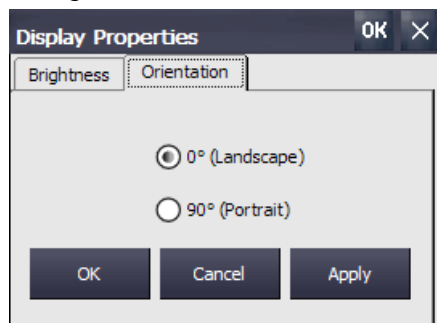 Display Properties OK
Brightness Orientation
0° (Landscape)
90° (Portrait)
OK Cancel Apply